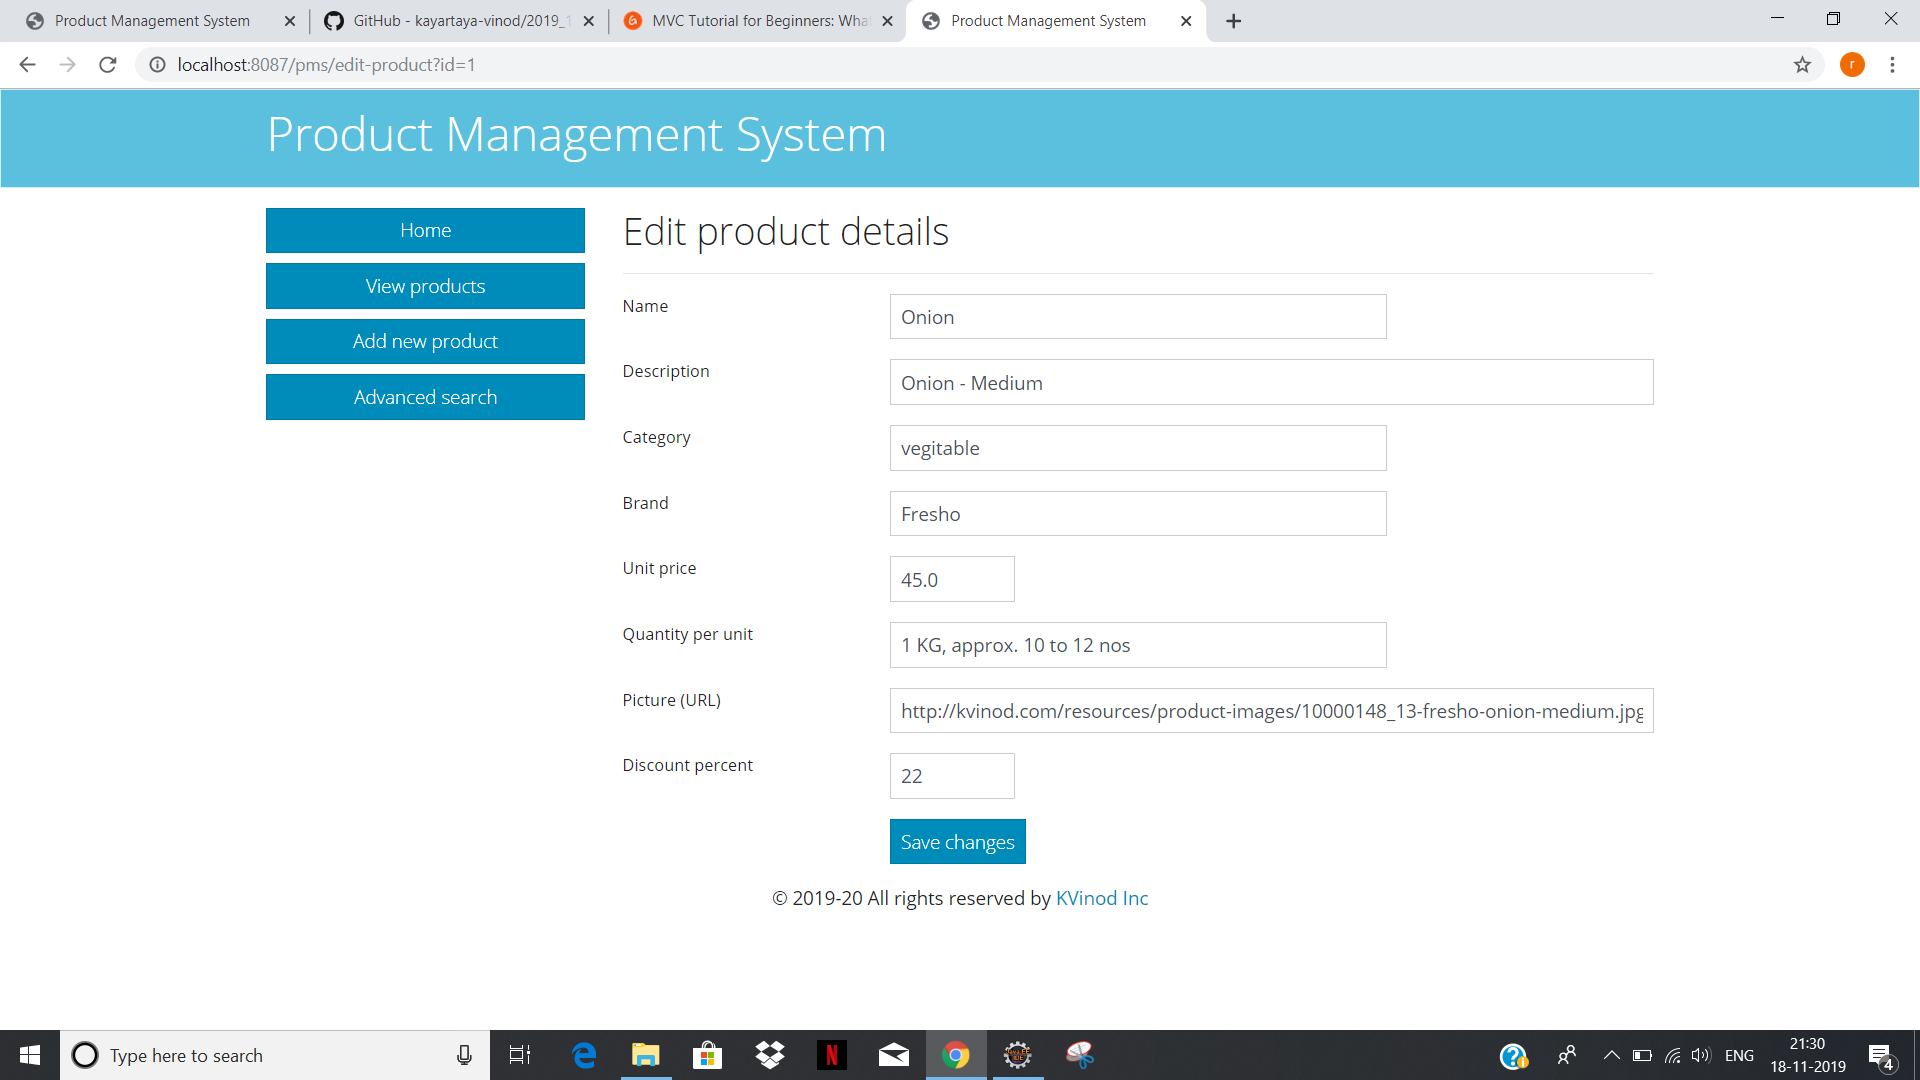 Product Management System
GitHub - kayartaya-vinod/2019_1
MVC Tutorial for Beginners: Wha
Product Management System
localhost:8087/pms/edit-product?id=1
r
Product Management System
Home
View products
Add new product
Advanced search
Edit product details
Name
Onion
Description
Onion - Medium
Category
vegitable
Brand
Fresho
Unit price
45.0
Quantity per unit
1 KG, approx. 10 to 12 nos
Picture (URL)
http://kvinod.com/resources/product-images/10000148_13-fresho-onion-medium.jpg
Discount percent
22
Save changes
© 2019-20 All rights reserved by KVinod Inc
Type here to search
N
ENG
21:30
18-11-2019
4